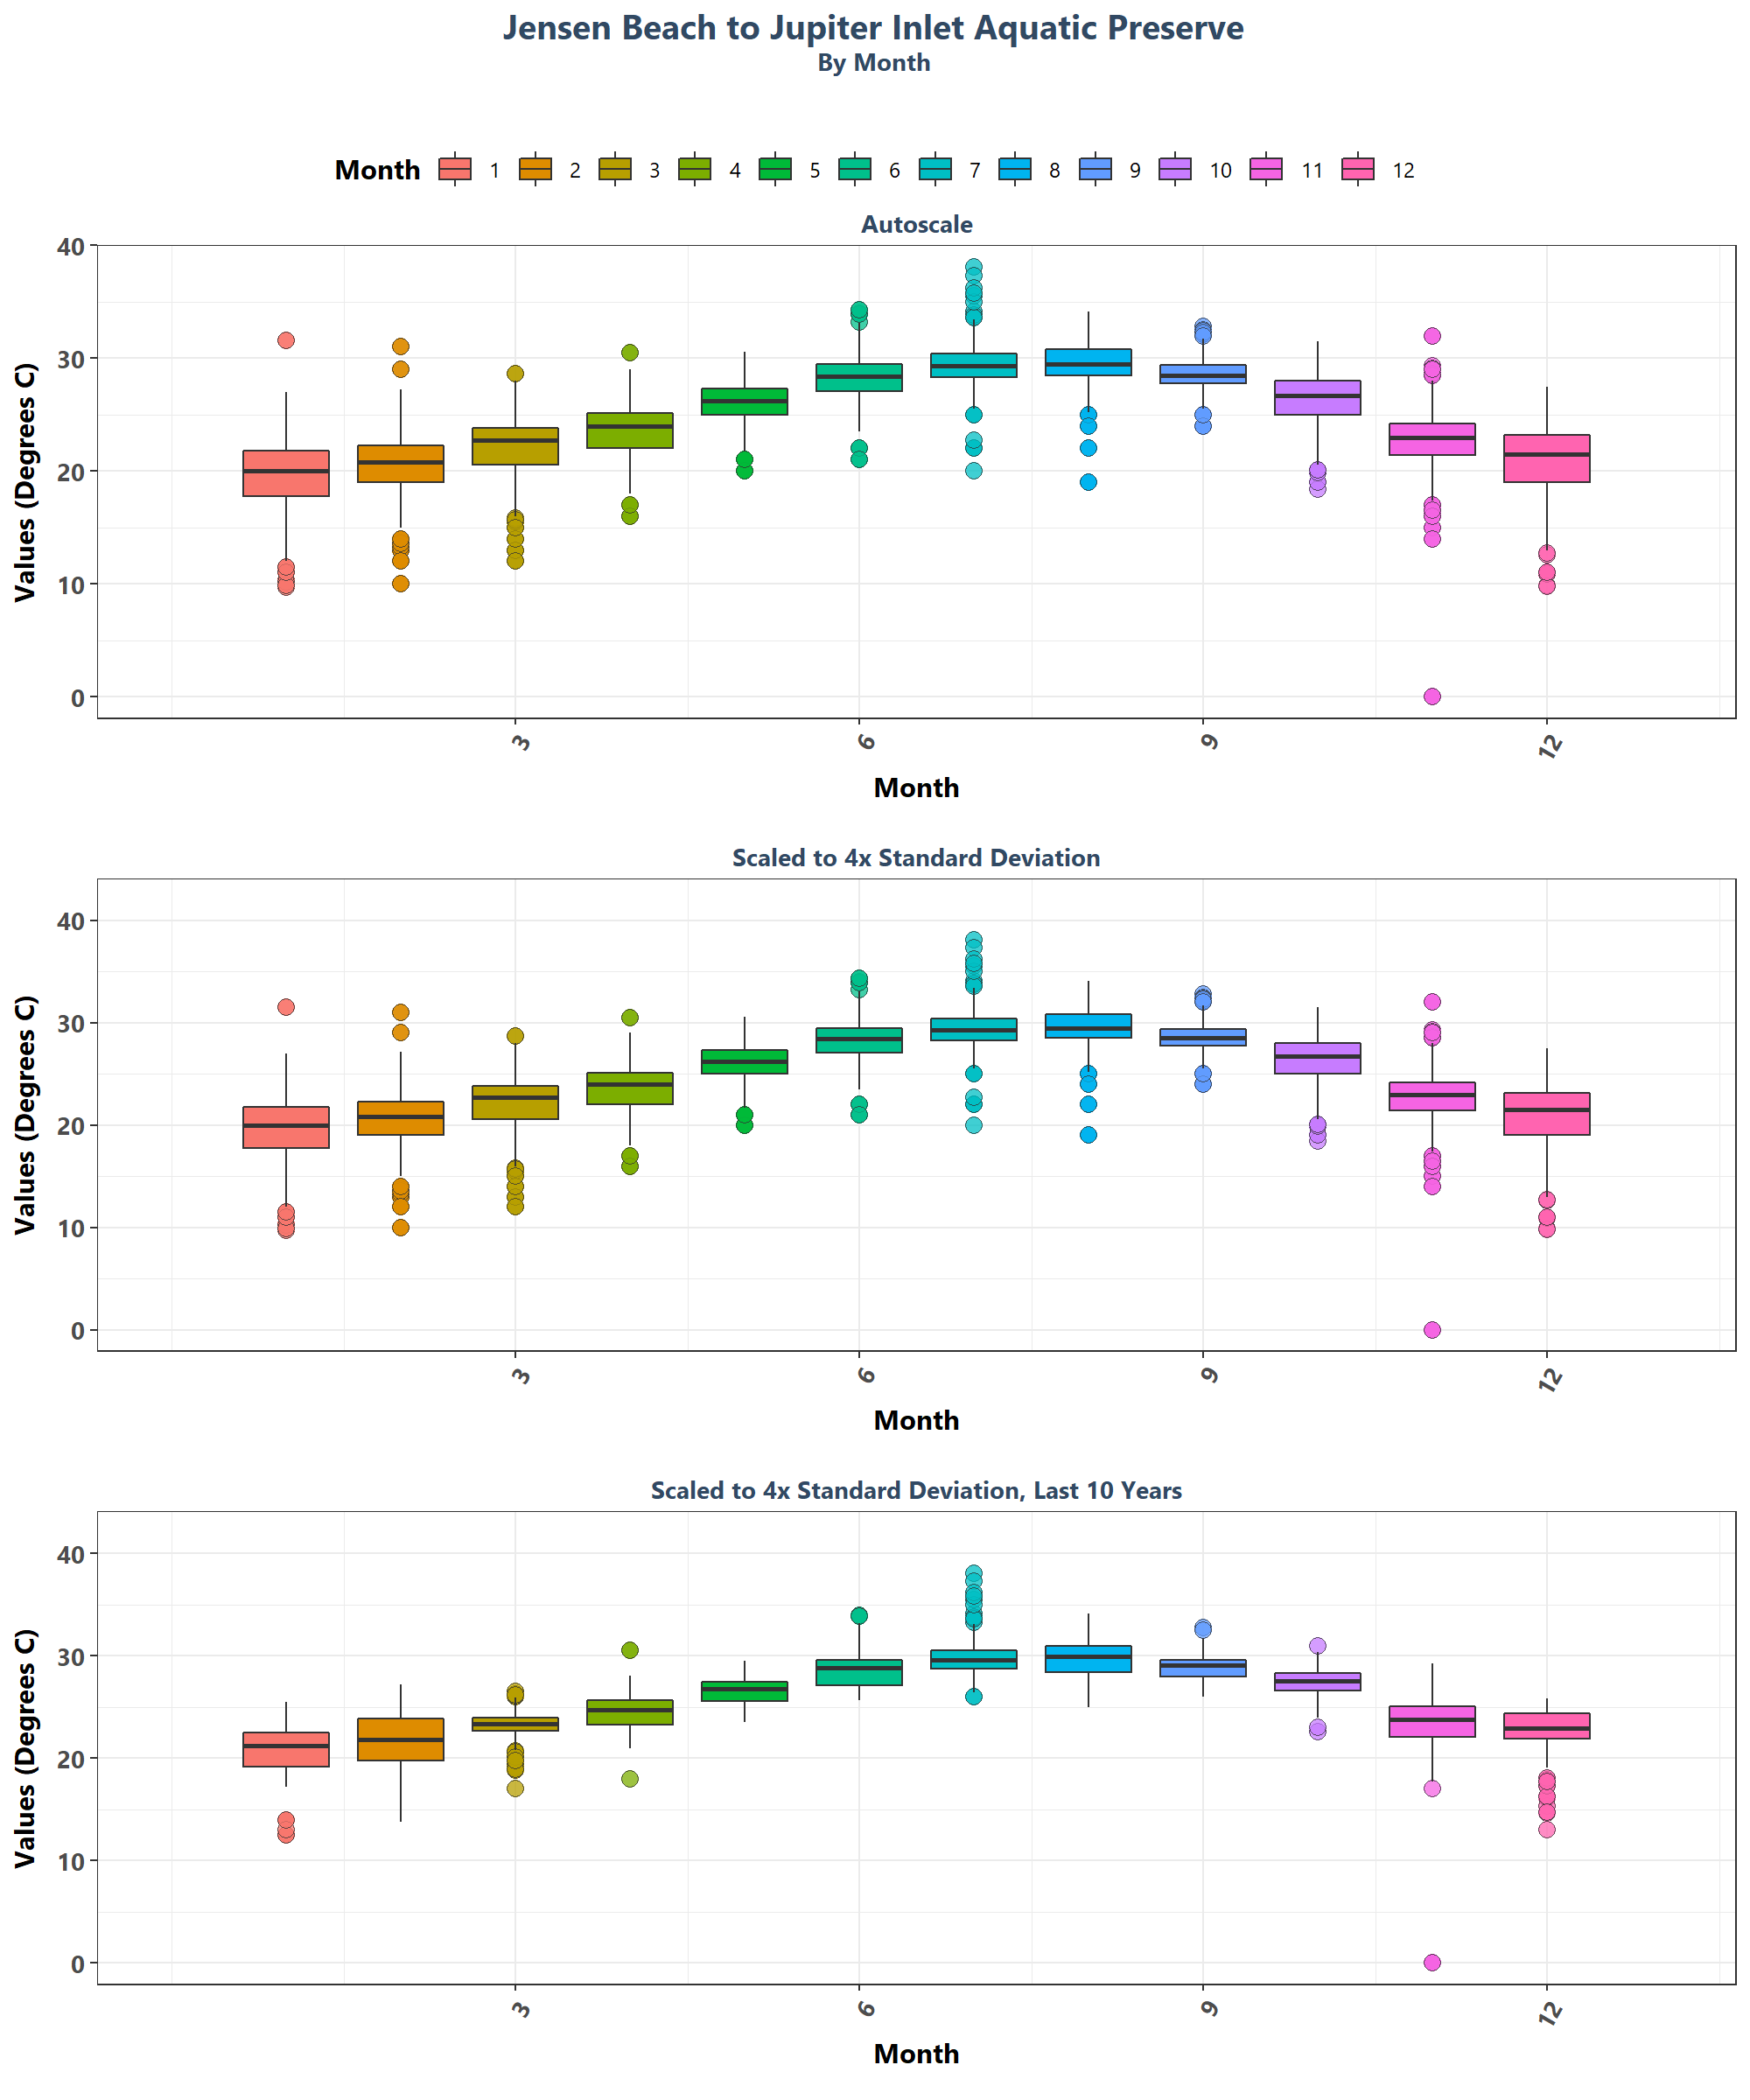 Jensen Beach to Jupiter Inlet Aquatic Preserve
By Month
Month 1 2 3 4 5 6 7 8 9 10 11 12
Autoscale
Values (Degrees C)
40
30
20
10
0
3 6 9 12
Month
Scaled to 4x Standard Deviation
Values (Degrees C)
40
30
20
10
0
3 6 9 12
Month
Scaled to 4x Standard Deviation, Last 10 Years
Values (Degrees C)
40
30
20
10
0
3 6 9 12
Month